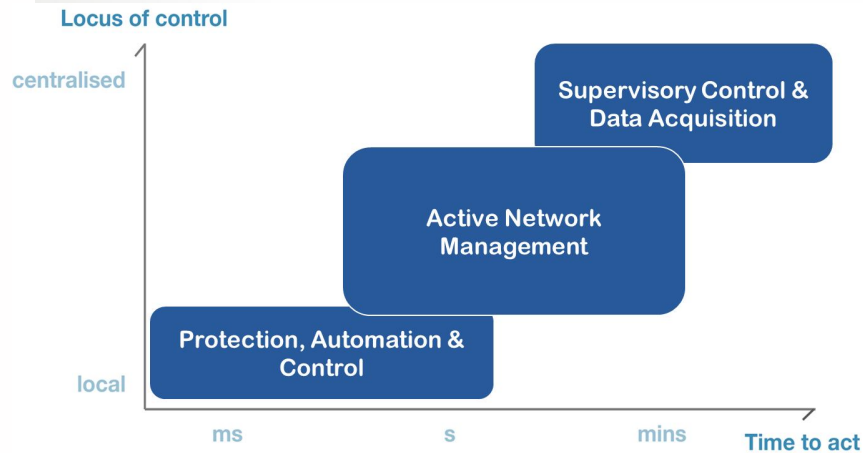 Locus of control
centralised
Supervisory Control &
Data Acquisition
Active Network
Management
Protection, Automation &
Control
local
ms
s
mins
Time to act